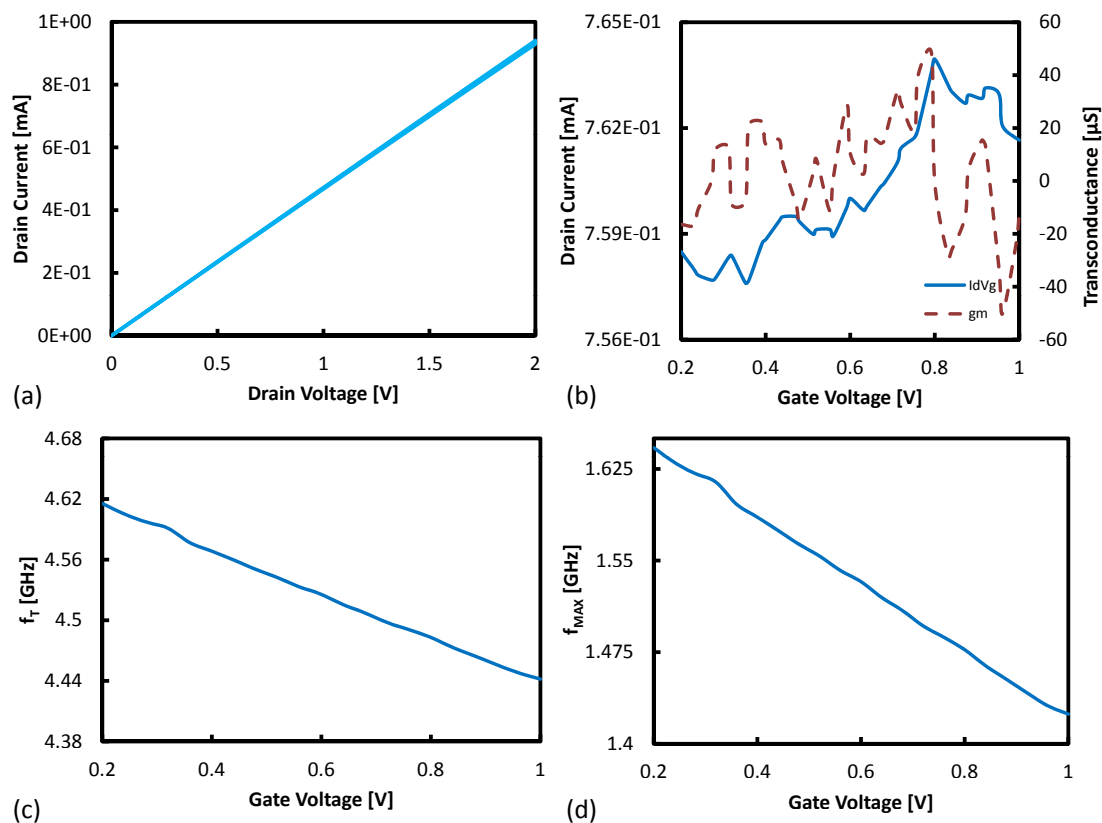 1E+00
8E-01
6E-01
4E-01
2E-01
0E+00
Drain Current [mA]
0 0.5 1 1.5 2
Drain Voltage [V]
(a)
7.65E-01
7.62E-01
7.59E-01
7.56E-01
Drain Current [mA]
60
40
20
0
-20
-40
-60
Transconductance [µS]
IdVg
gm
0.2 0.4 0.6 0.8 1
Gate Voltage [V]
(b)
4.68
4.62
4.56
4.5
4.44
4.38
fT [GHz]
0.2 0.4 0.6 0.8 1
Gate Voltage [V]
(c)
1.625
1.55
1.475
1.4
fMAX [GHz]
0.2 0.4 0.6 0.8 1
Gate Voltage [V]
(d)